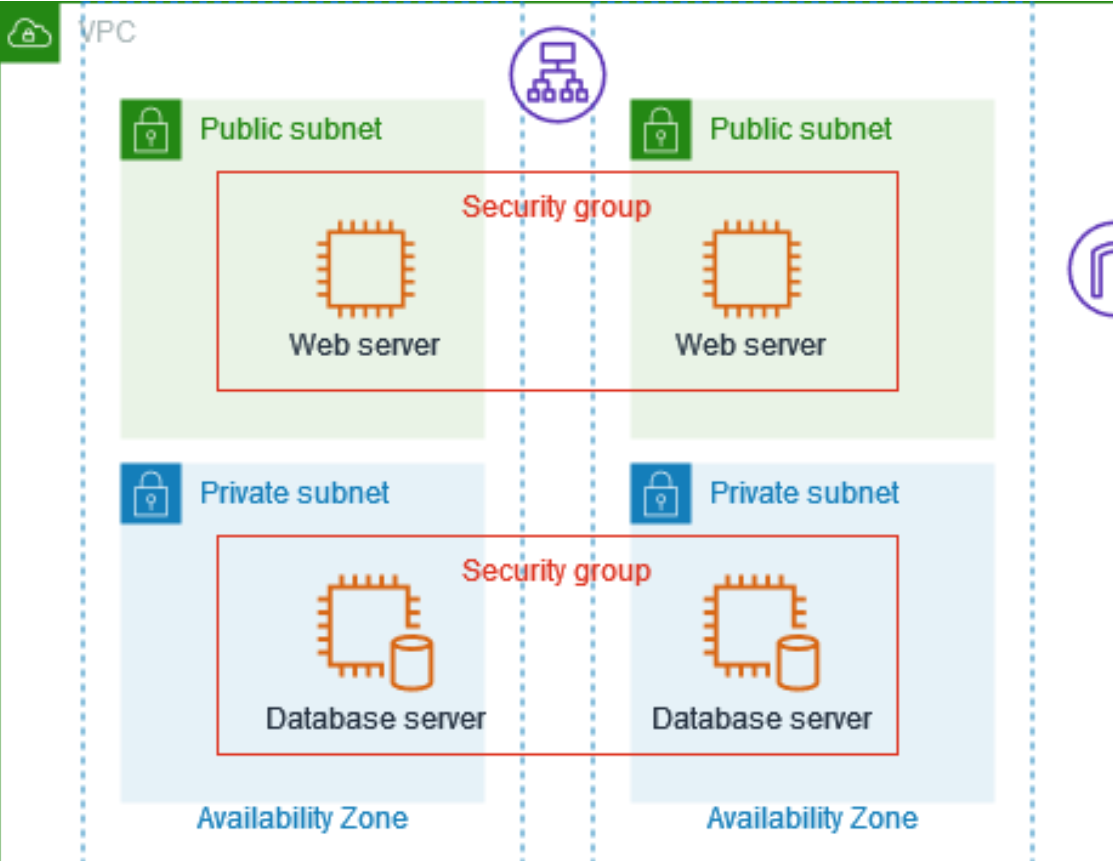 VPC
Public subnet
Public subnet
Security group
Web server
Web server
Private subnet
Private subnet
Security group
Database server
Database server
Availability Zone
Availability Zone